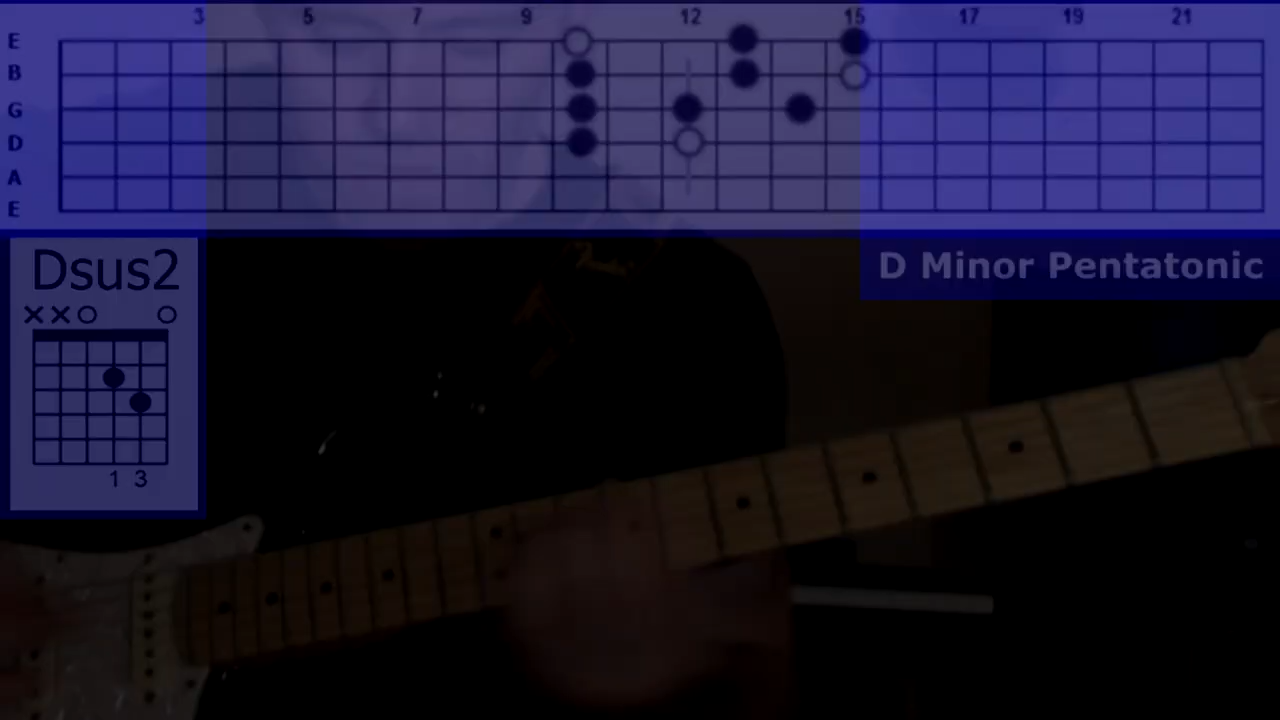 3 5 7 9 12 15 17 19 21
E
B
G
D
A
E
D Minor Pentatonic
Dsus2
××○ ○
1 3